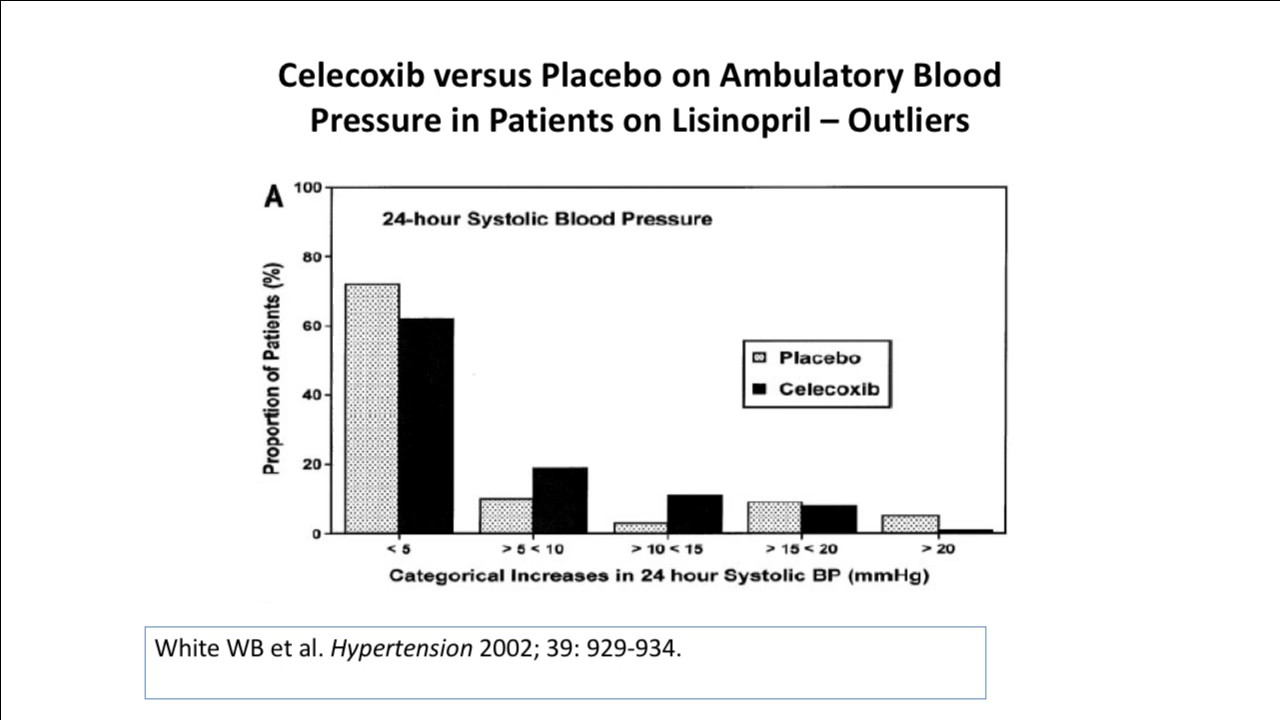 Celecoxib versus Placebo on Ambulatory Blood
Pressure in Patients on Lisinopril – Outliers
A
24-hour Systolic Blood Pressure
Proportion of Patients (%)
100
80
60
40
20
0
Placebo
Celecoxib
< 5 > 5 < 10 > 10 < 15 > 15 < 20 > 20
Categorical Increases in 24 hour Systolic BP (mmHg)
White WB et al. Hypertension 2002; 39: 929-934.